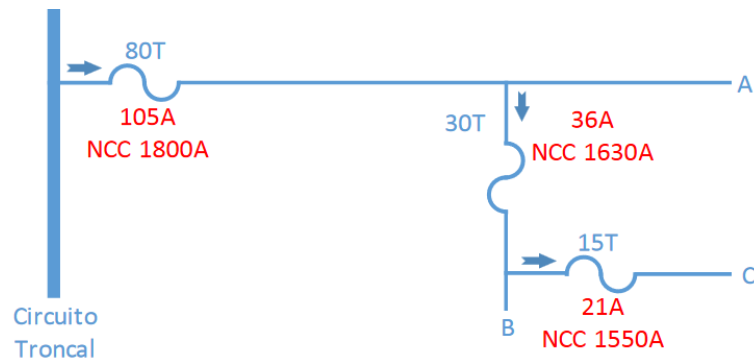 80T
105A
NCC 1800A
A
30T
36A
NCC 1630A
15T
C
21A
NCC 1550A
B
Circuito
Troncal